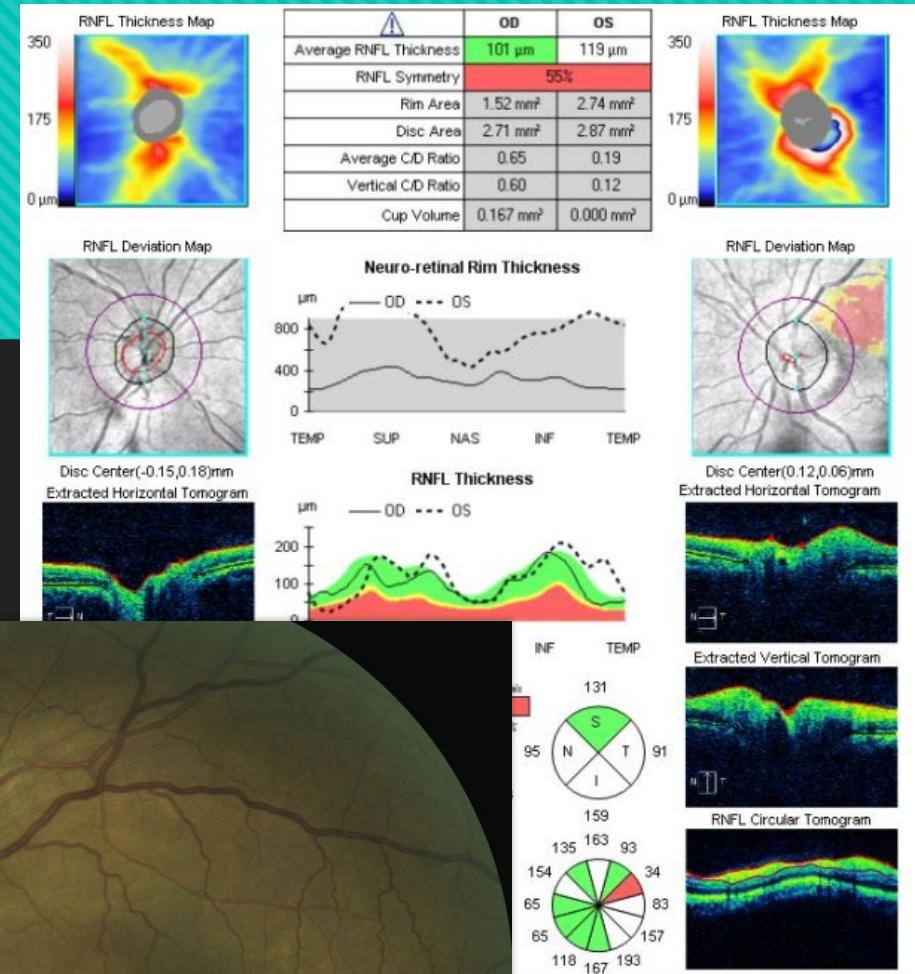 RNFL Thickness Map
350
175
0 µm
OD OS
Average RNFL Thickness 101 µm 119 µm
RNFL Symmetry 55%
Rim Area 1.52 mm² 2.74 mm²
Disc Area 2.71 mm² 2.87 mm²
Average C/D Ratio 0.65 0.19
Vertical C/D Ratio 0.60 0.12
Cup Volume 0.167 mm³ 0.000 mm³
RNFL Thickness Map
350
175
0 µm
RNFL Deviation Map
Disc Center(-0.15,0.18)mm
Neuro-retinal Rim Thickness
µm OD OS
800
400
0
TEMP SUP NAS INF TEMP
RNFL Deviation Map
Disc Center(0.12,0.06)mm
Extracted Horizontal Tomogram
T N
RNFL Thickness
µm OD OS
200
100
0
INF TEMP
Extracted Horizontal Tomogram
N T
131
S
95 N T 91
I
159
163
135 93
154 34
65 83
65 157
118 193
167
Extracted Vertical Tomogram
N T
RNFL Circular Tomogram